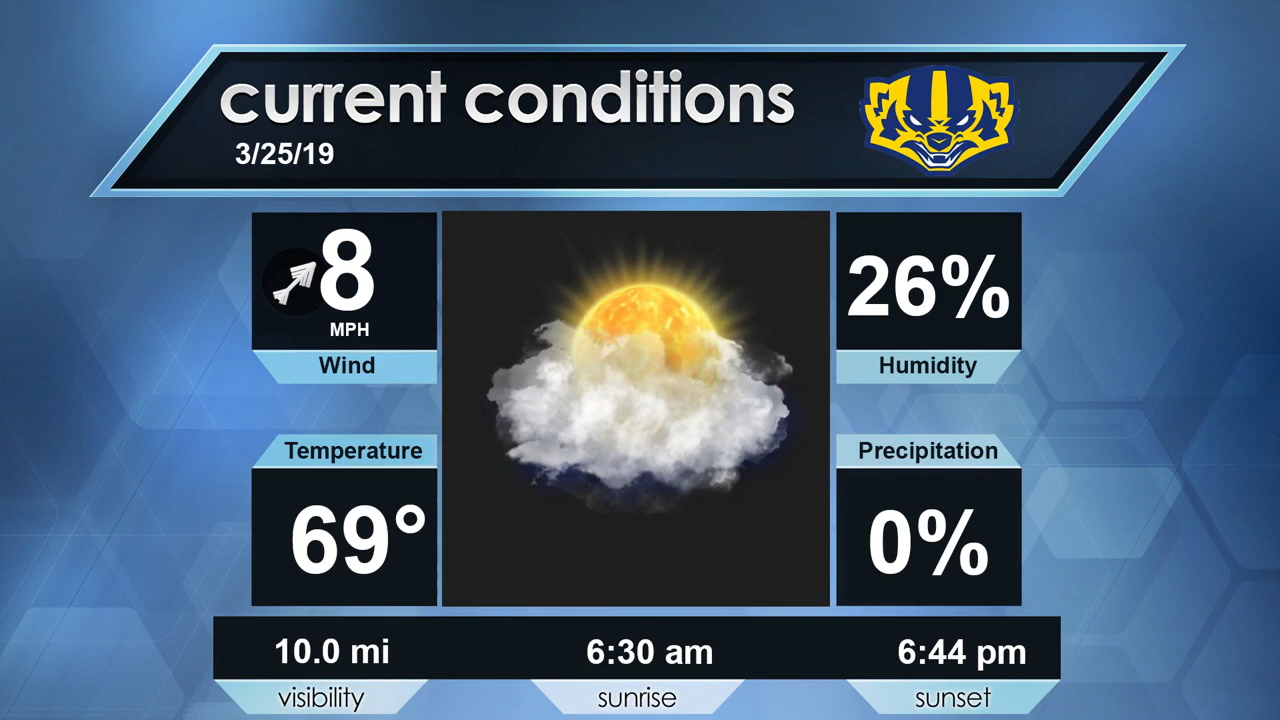 current conditions
3/25/19
8
MPH
Wind
26%
Humidity
Temperature
69°
Precipitation
0%
10.0 mi
6:30 am
6:44 pm
visibility
sunrise
sunset